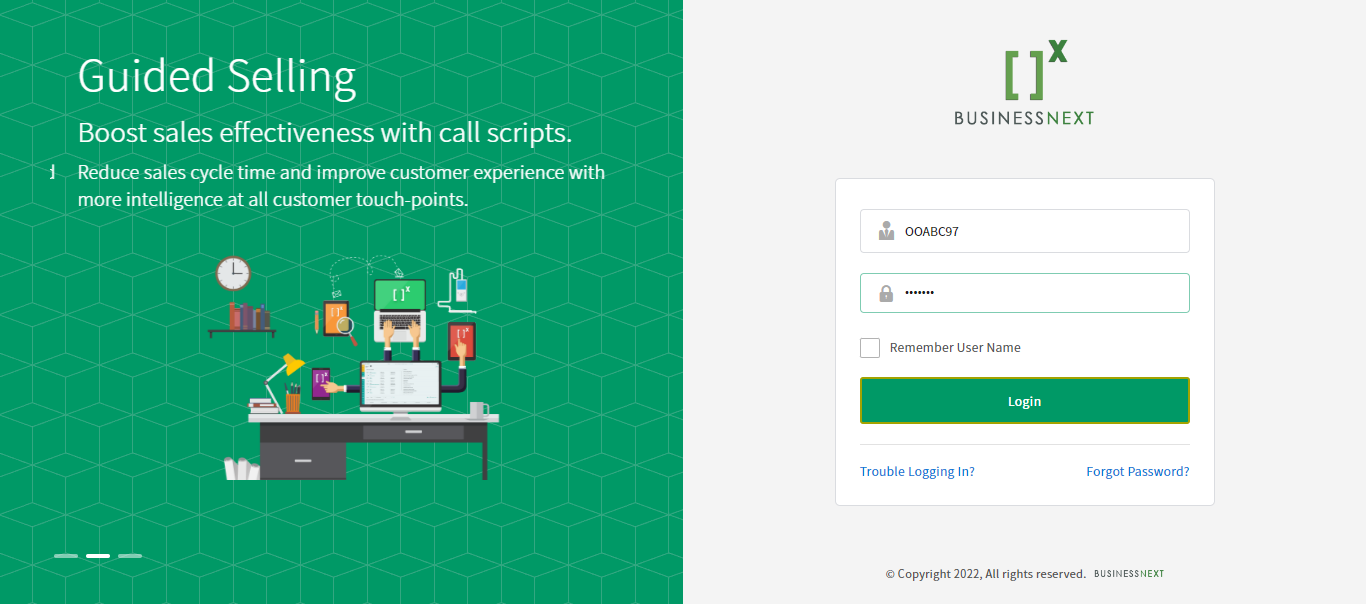 Guided Selling
Boost sales effectiveness with call scripts.
Reduce sales cycle time and improve customer experience with
more intelligence at all customer touch-points.
[ ]x
BUSINESSNEXT
OOABC97
•••••••
Remember User Name
Login
Trouble Logging In?
Forgot Password?
© Copyright 2022, All rights reserved. BUSINESSNEXT